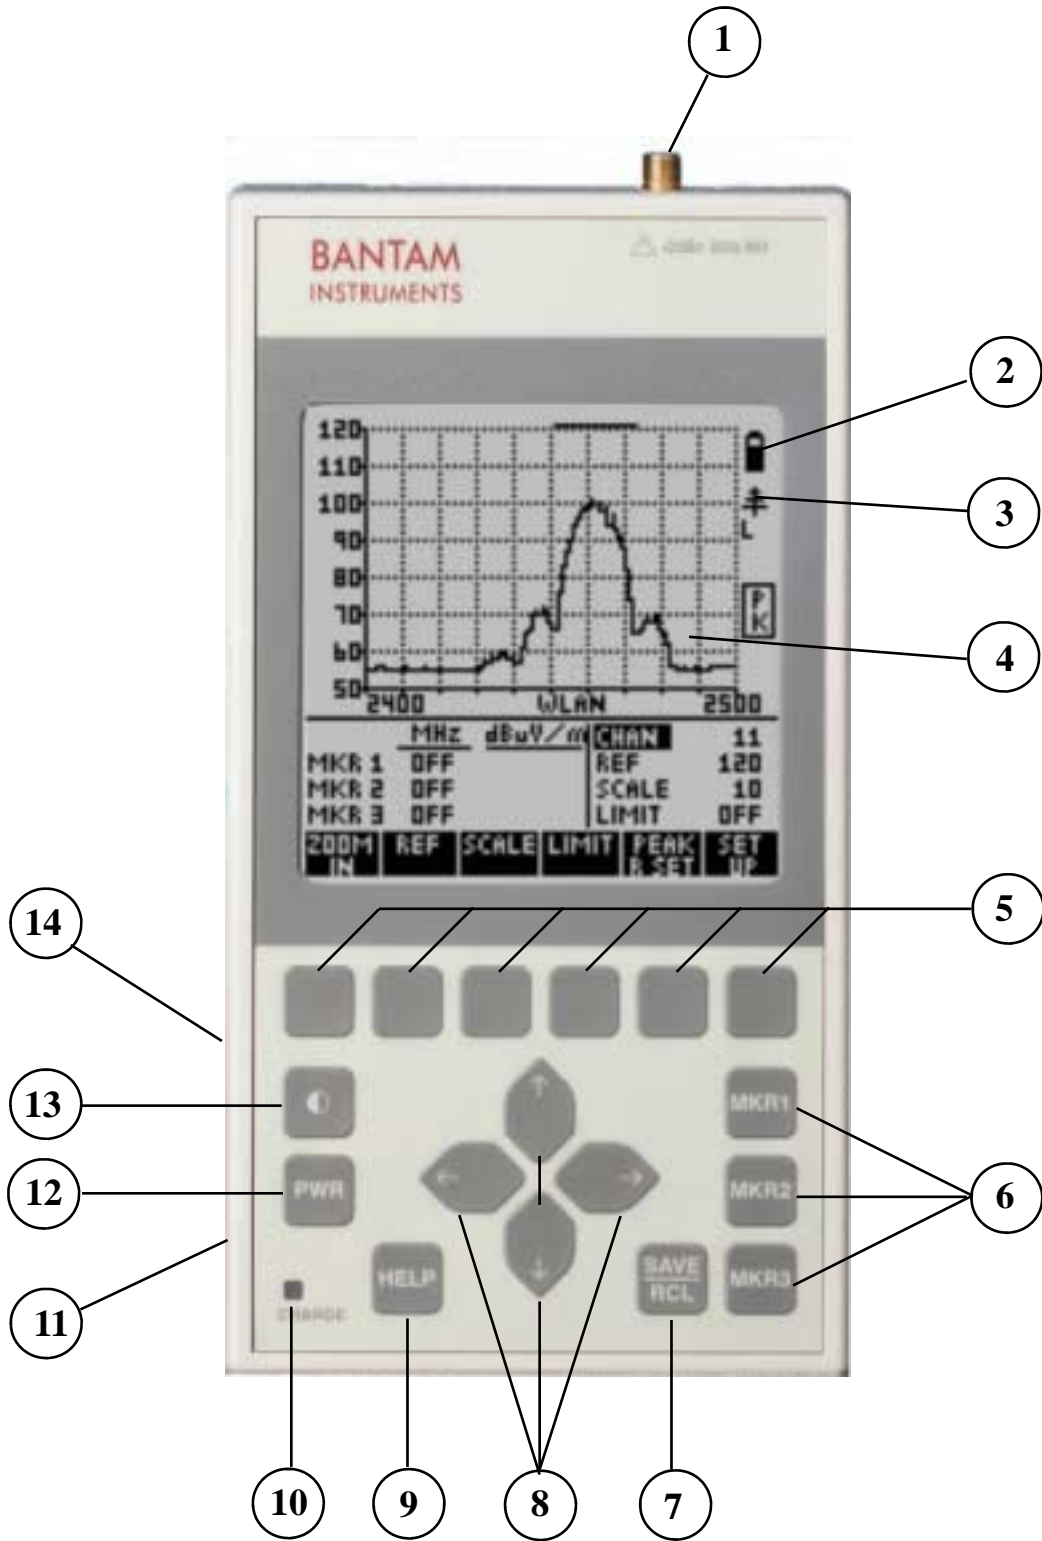 1
BANTAM
INSTRUMENTS
2
3
4
5
6
7
8
9
10
11
12
13
14
120
110
100
90
80
70
60
50
2400 WLAN 2500
L
PK
MHz dBuV/m CHAN 11
MKR 1 OFF REF 120
MKR 2 OFF SCALE 10
MKR 3 OFF LIMIT OFF
ZOOM IN
REF
SCALE
LIMIT
PEAK R SET
SET UP
MKR1
PWR
MKR2
HELP
SAVE
RCL
MKR3
CHARGE